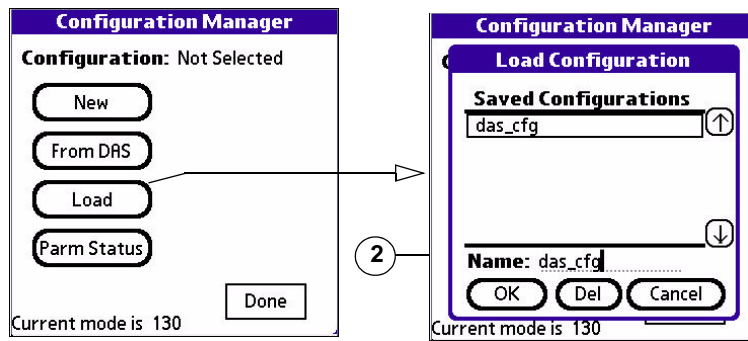 Configuration Manager
Configuration: Not Selected
New
From DAS
Load
Parm Status
Done
Current mode is 130
2
Configuration Manager
Load Configuration
Saved Configurations
das_cfg
Name: das_cfg
OK Del Cancel
Current mode is 130